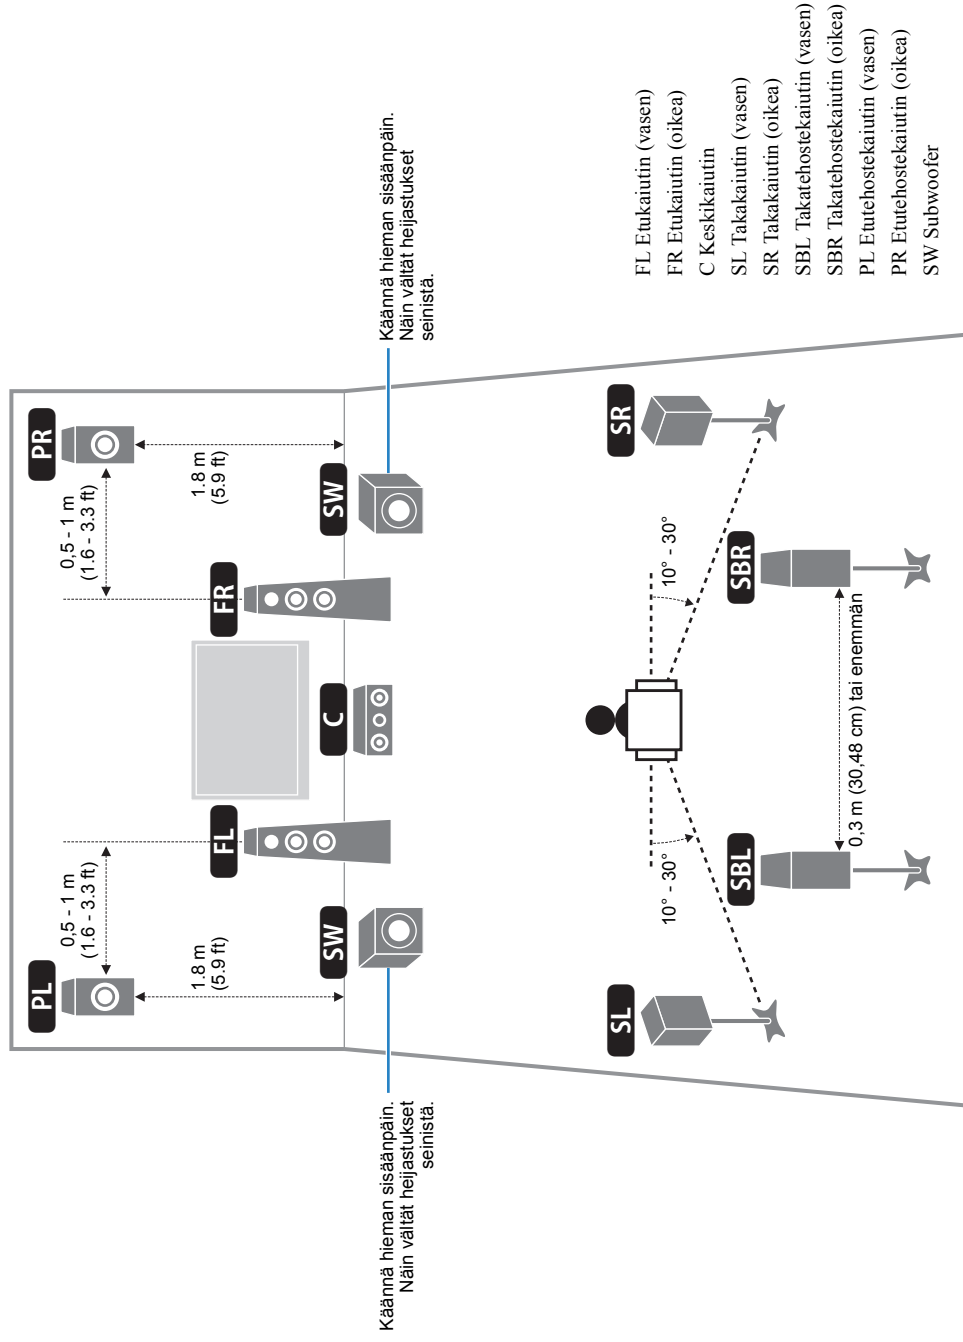 PL
0,5 - 1 m
(1.6 - 3.3 ft)
0,5 - 1 m
(1.6 - 3.3 ft)
PR
1.8 m
(5.9 ft)
1.8 m
(5.9 ft)
FL
FR
SW
C
SW
Käännä hieman sisäänpäin.
Näin vältät heijastukset
seinistä.
Käännä hieman sisäänpäin.
Näin vältät heijastukset
seinistä.
SL
SR
10° - 30°
10° - 30°
SBL
SBR
0,3 m (30,48 cm) tai enemmän
FL Etukaiutin (vasen)
FR Etukaiutin (oikea)
C Keskikaiutin
SL Takakaiutin (vasen)
SR Takakaiutin (oikea)
SBL Takatehostekaiutin (vasen)
SBR Takatehostekaiutin (oikea)
PL Etutehostekaiutin (vasen)
PR Etutehostekaiutin (oikea)
SW Subwoofer